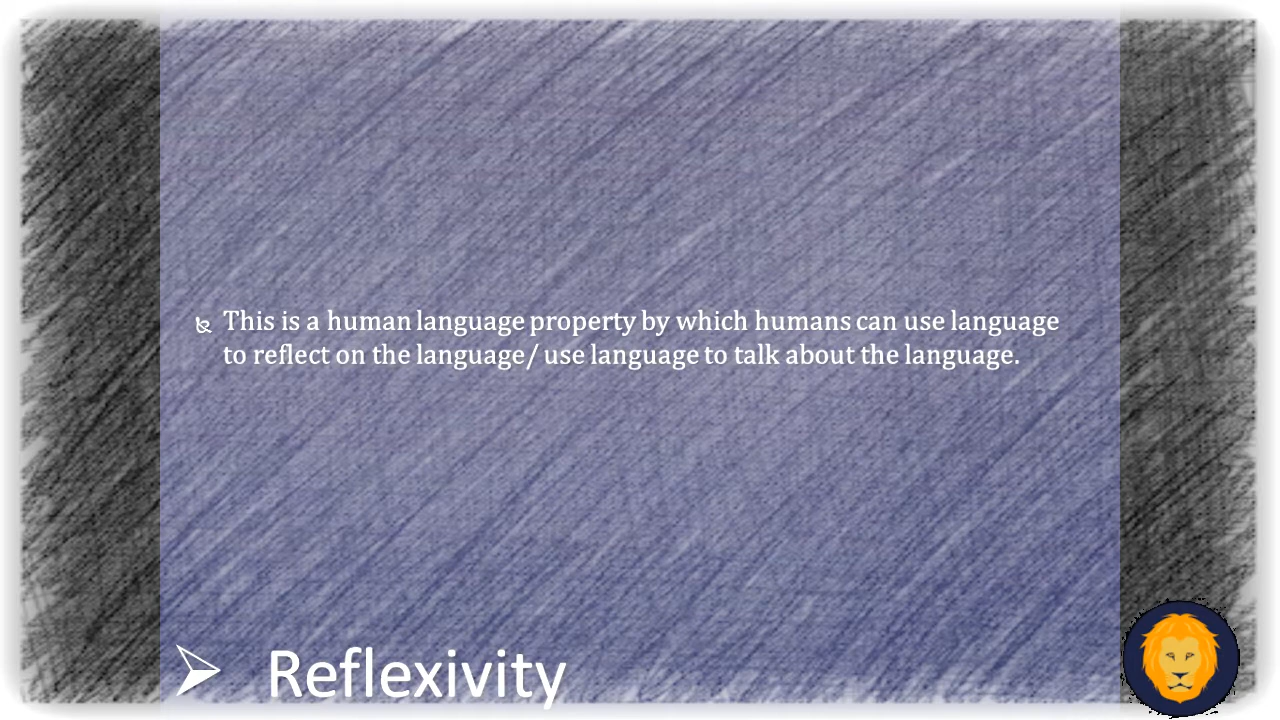 This is a human language property by which humans can use language
to reflect on the language/ use language to talk about the language.
Reflexivity